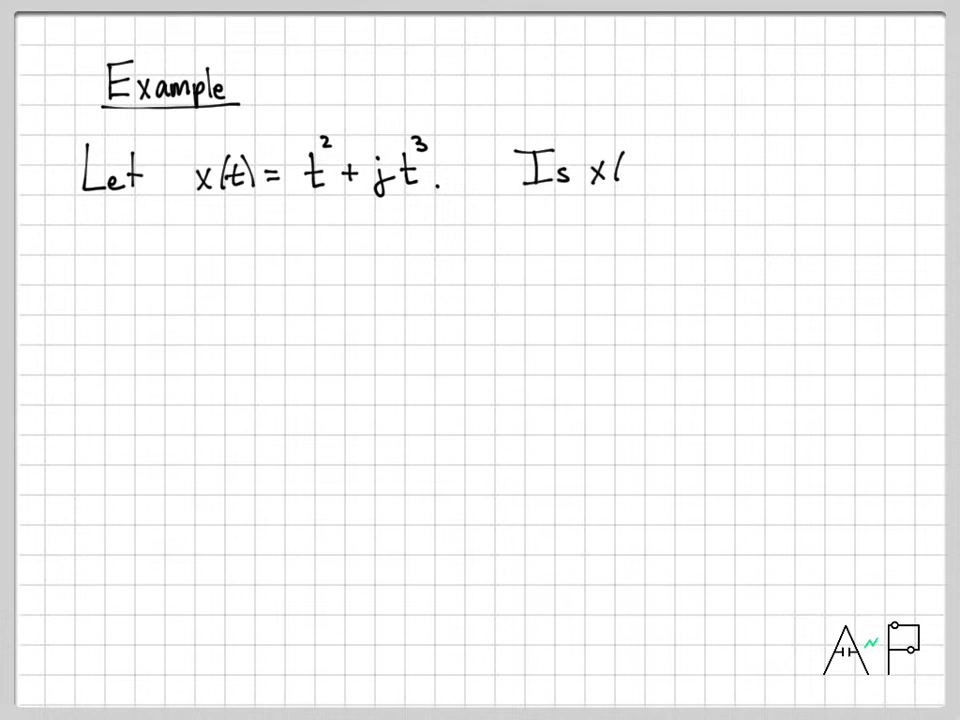 Example
Let x(t) = t² + jt³. Is x(